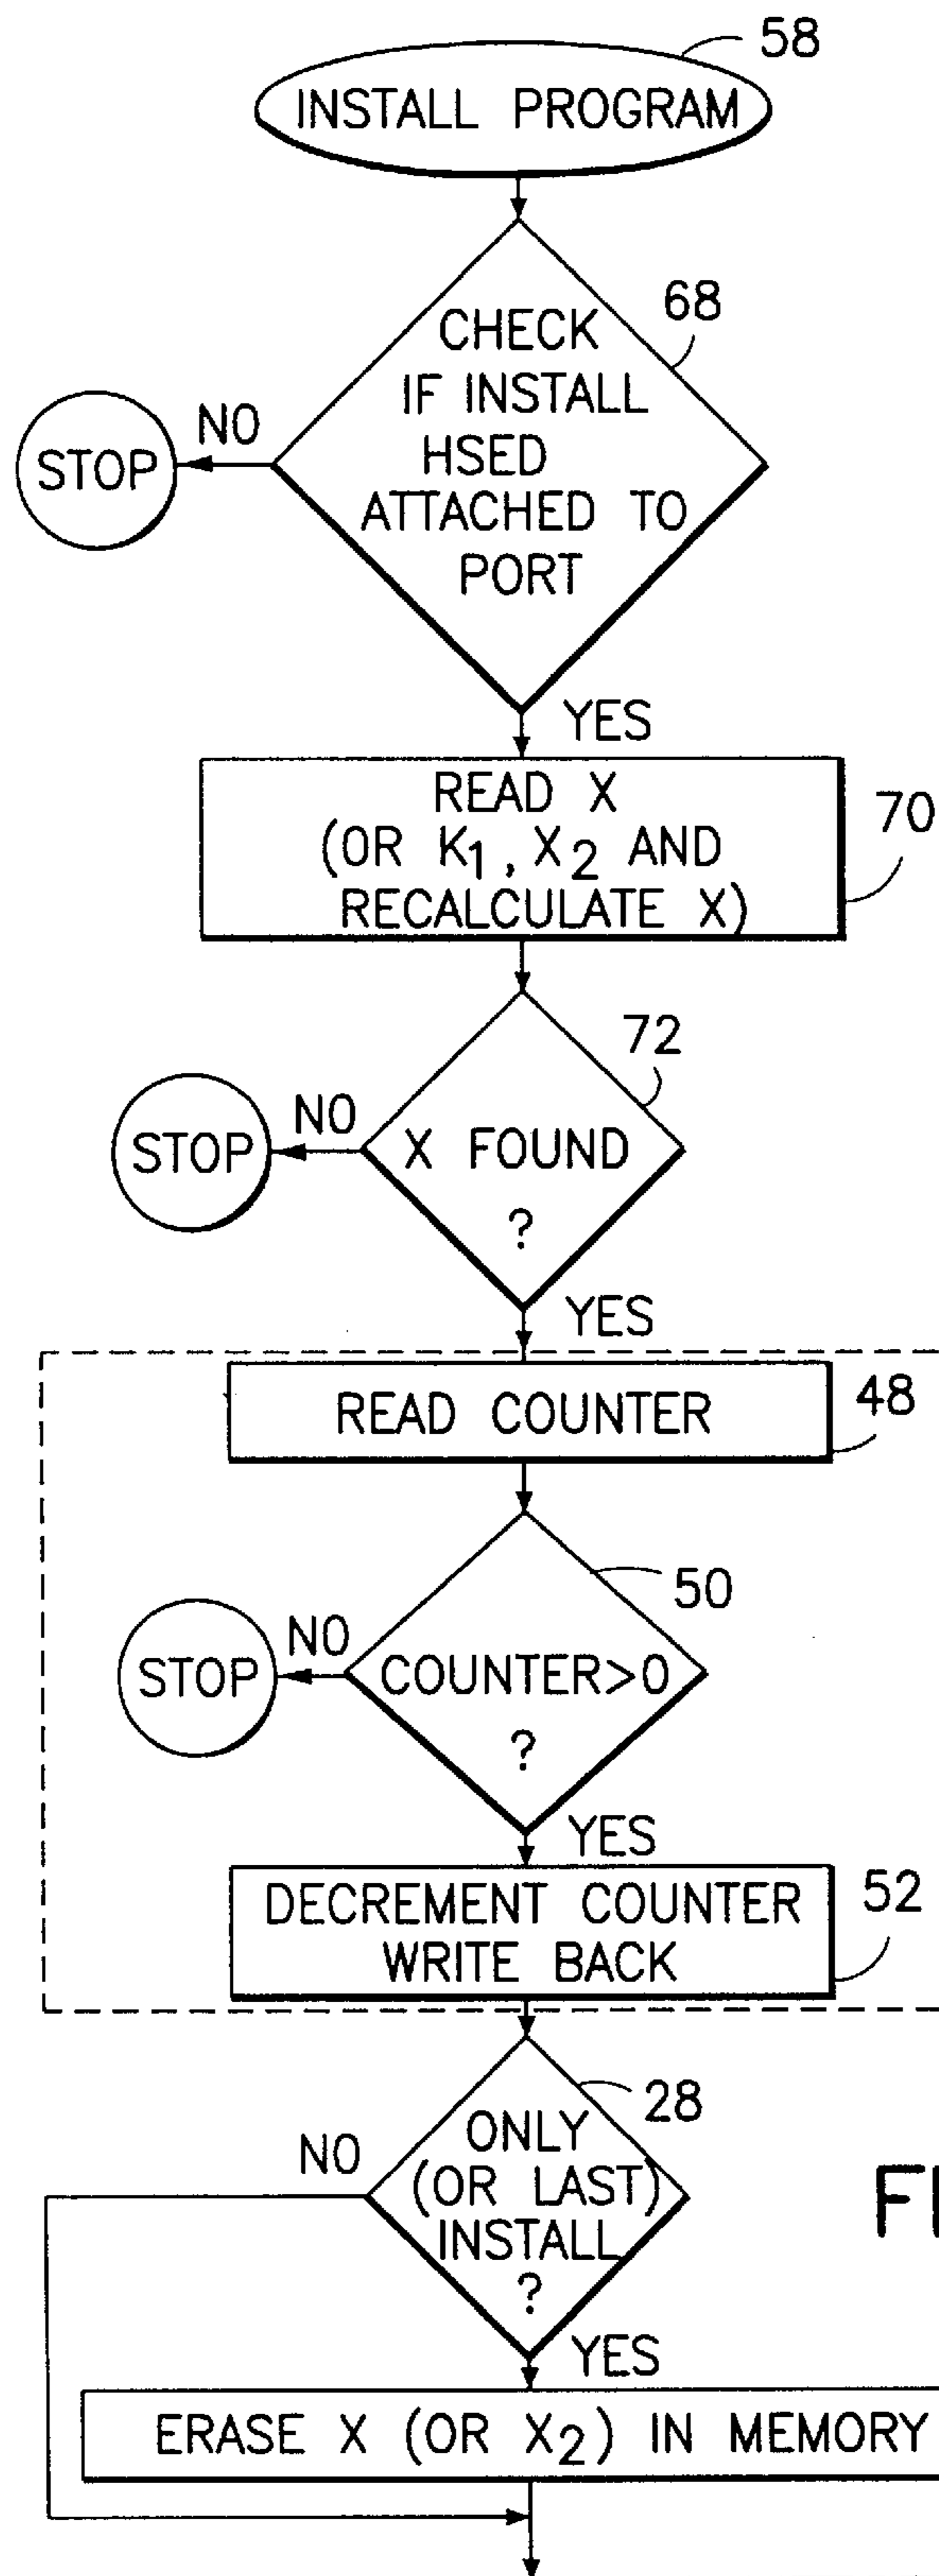 58
INSTALL PROGRAM
68
CHECK
IF INSTALL
HSED
ATTACHED TO
PORT
NO
STOP
YES
READ X
(OR K1, X2 AND
RECALCULATE X)
70
72
X FOUND
?
NO
STOP
YES
READ COUNTER
48
50
COUNTER>0
?
NO
STOP
YES
DECREMENT COUNTER
WRITE BACK
52
28
ONLY
(OR LAST)
INSTALL
?
NO
YES
ERASE X (OR X2) IN MEMORY